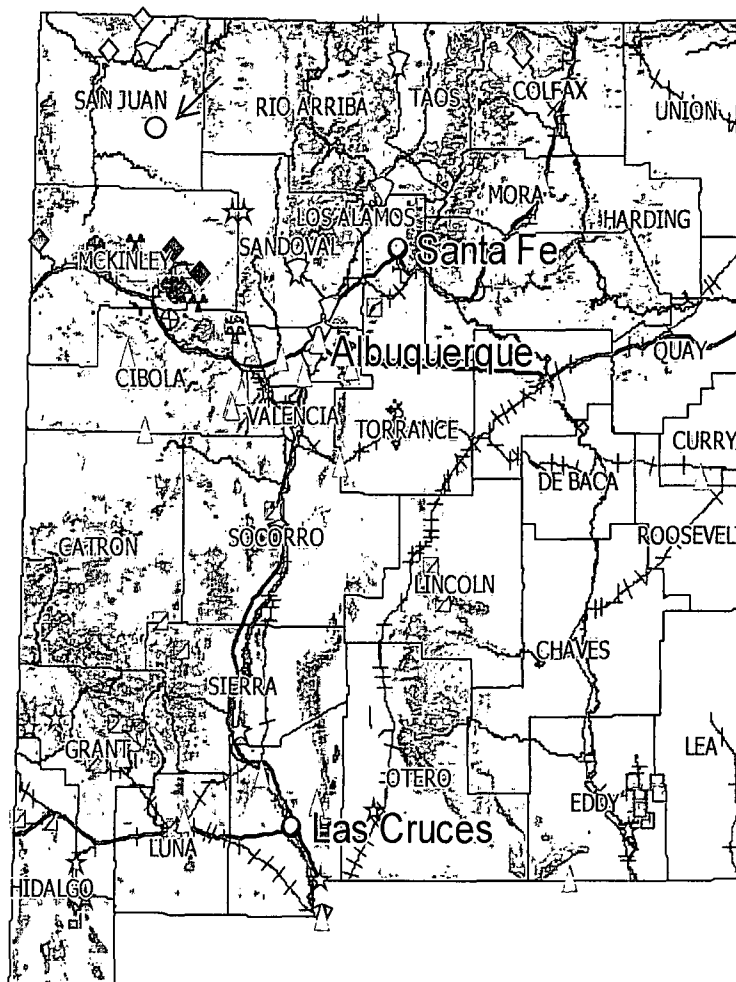 SAN JUAN
RIO ARRIBA
TAOS
COLFAX
UNION
MORA
HARDING
LOS ALAMOS
SANDOVAL
MCKINLEY
Santa Fe
Albuquerque
QUAY
CIBOLA
VALENCIA
TORRANCE
CURRY
DE BACA
CATRON
SOCORRO
ROOSEVELT
LINCOLN
CHAVES
SIERRA
GRANT
OTERO
LEA
EDDY
Las Cruces
LUNA
HIDALGO